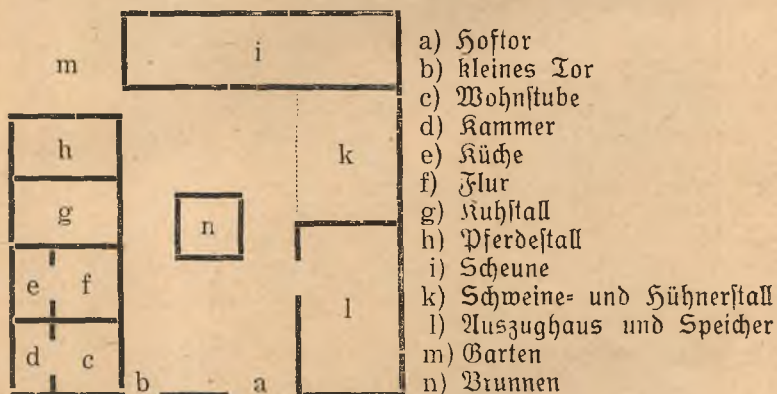 m
i
h
k
g
n
e
f
l
d
c
b
a
a) Hoftor
b) kleines Tor
c) Wohnstube
d) Kammer
e) Küche
f) Flur
g) Kuhstall
h) Pferdestall
i) Scheune
k) Schweine= und Hühnerstall
l) Auszughaus und Speicher
m) Garten
n) Brunnen